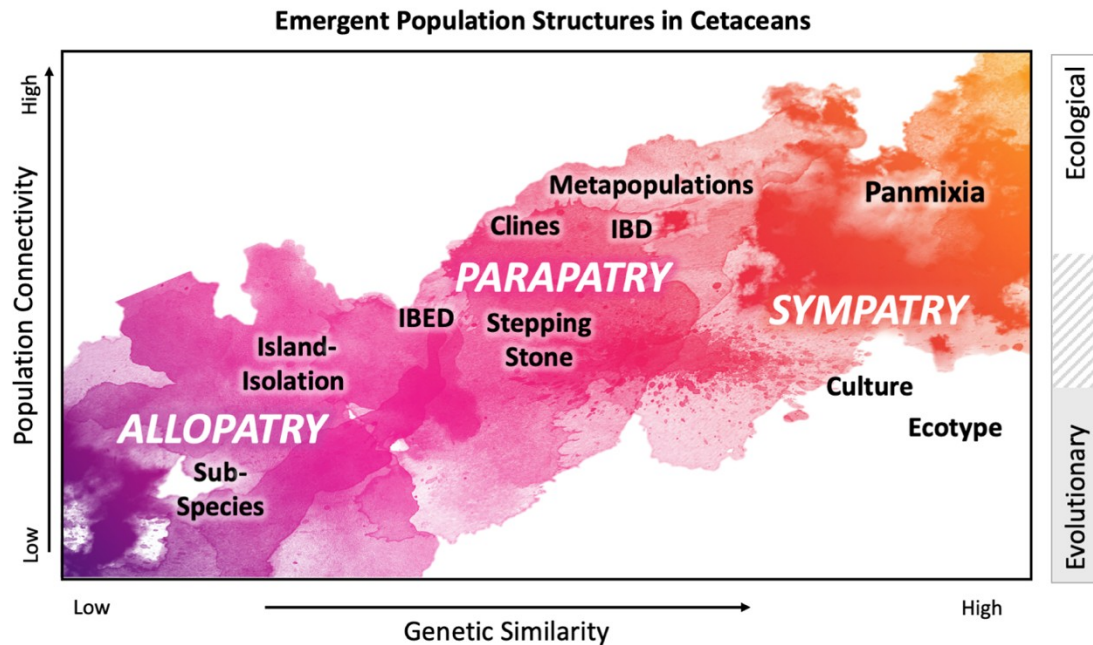 Emergent Population Structures in Cetaceans
High
Population Connectivity
Low
Metapopulations
Panmixia
Clines
IBD
PARAPATRY
SYMPATRY
IBED
Stepping
Stone
Island-
Isolation
Culture
ALLOPATRY
Ecotype
Sub-
Species
Ecological
Evolutionary
Low
High
Genetic Similarity